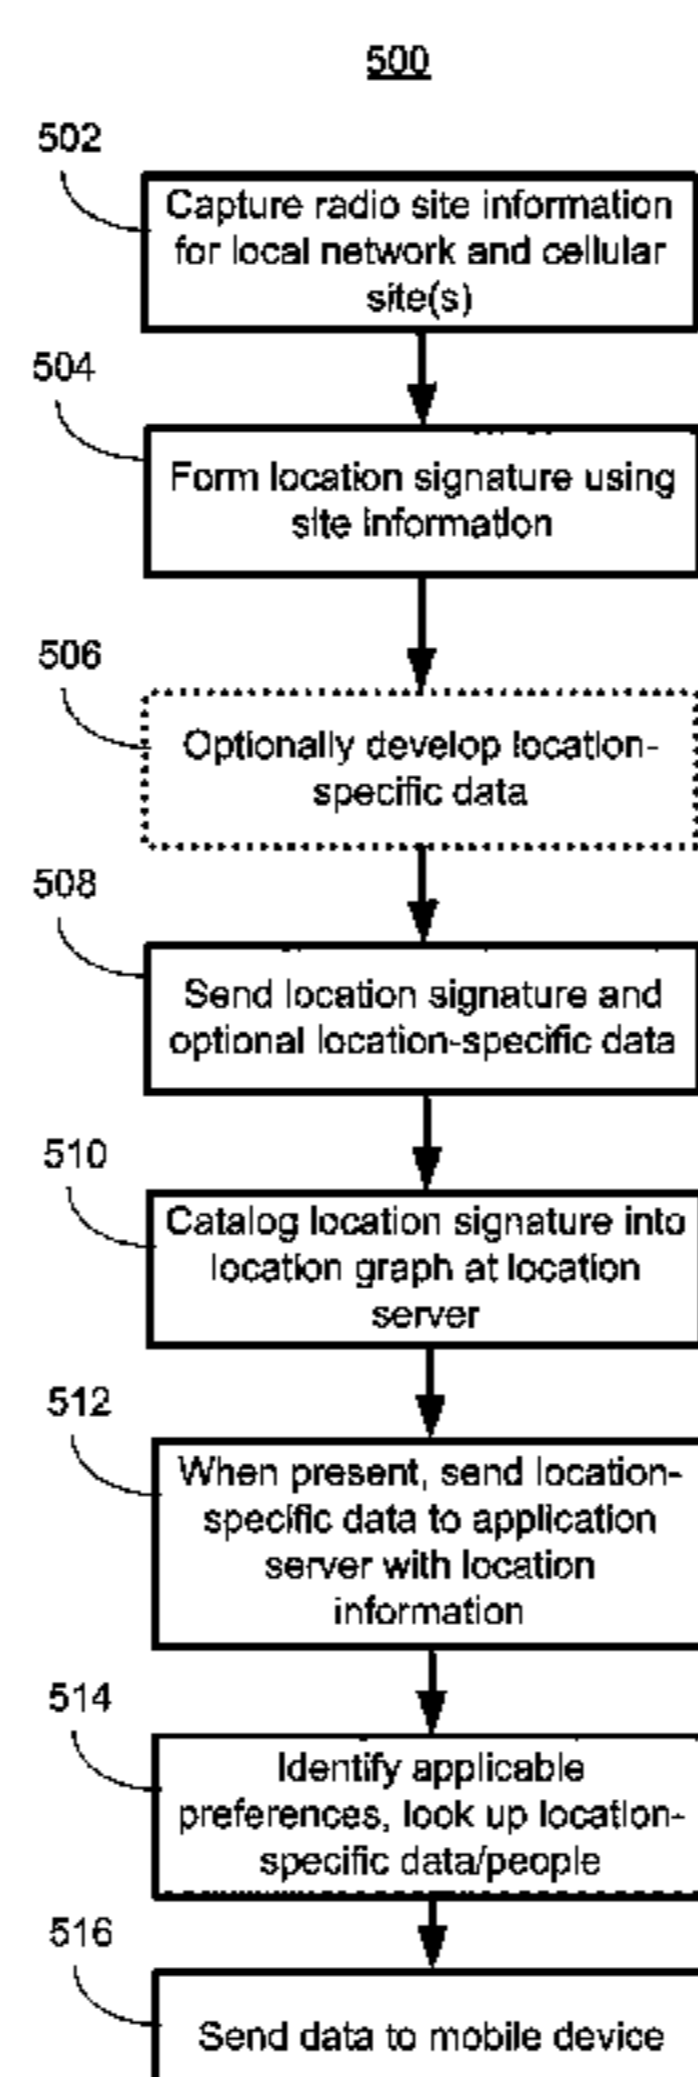 500
502
Capture radio site information
for local network and cellular
site(s)
504
Form location signature using
site information
506
Optionally develop location-
specific data
508
Send location signature and
optional location-specific data
510
Catalog location signature into
location graph at location
server
512
When present, send location-
specific data to application
server with location
information
514
Identify applicable
preferences, look up location-
specific data/people
516
Send data to mobile device